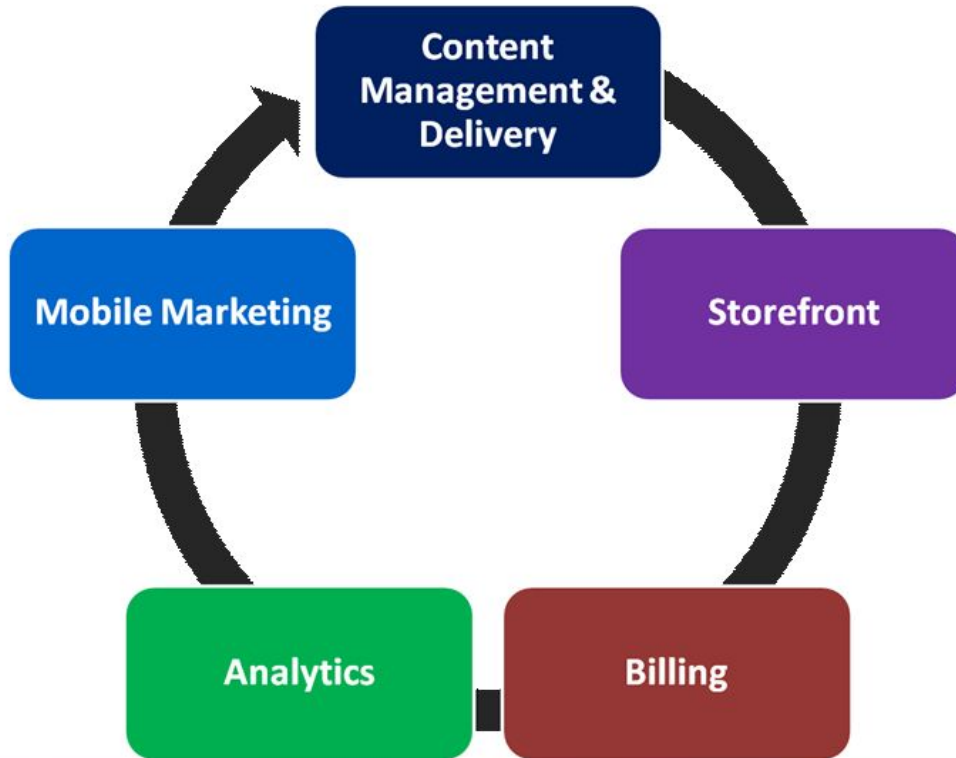 Content
Management &
Delivery
Mobile Marketing
Storefront
Analytics
Billing